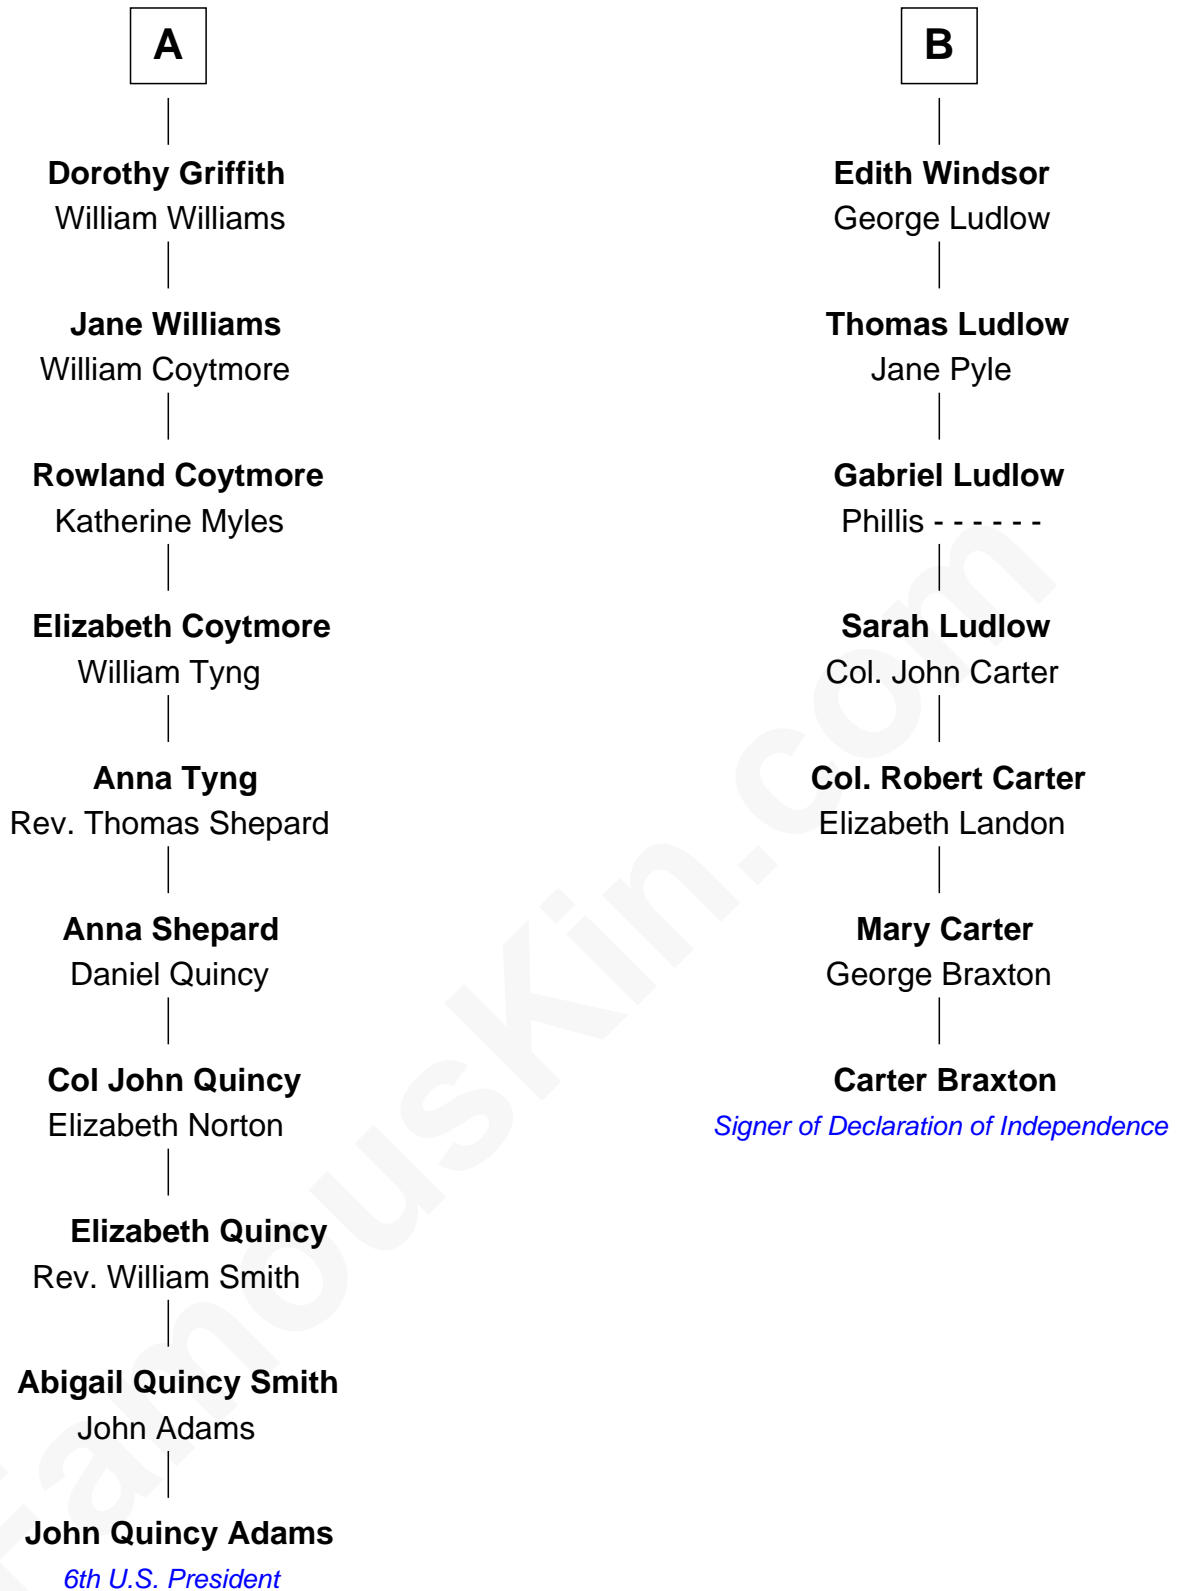 A
Dorothy Griffith
William Williams
Jane Williams
William Coytmore
Rowland Coytmore
Katherine Myles
Elizabeth Coytmore
William Tyng
Anna Tyng
Rev. Thomas Shepard
Anna Shepard
Daniel Quincy
Col John Quincy
Elizabeth Norton
Elizabeth Quincy
Rev. William Smith
Abigail Quincy Smith
John Adams
John Quincy Adams
6th U.S. President
B
Edith Windsor
George Ludlow
Thomas Ludlow
Jane Pyle
Gabriel Ludlow
Phillis - - - - - -
Sarah Ludlow
Col. John Carter
Col. Robert Carter
Elizabeth Landon
Mary Carter
George Braxton
Carter Braxton
Signer of Declaration of Independence
FamousKin.com